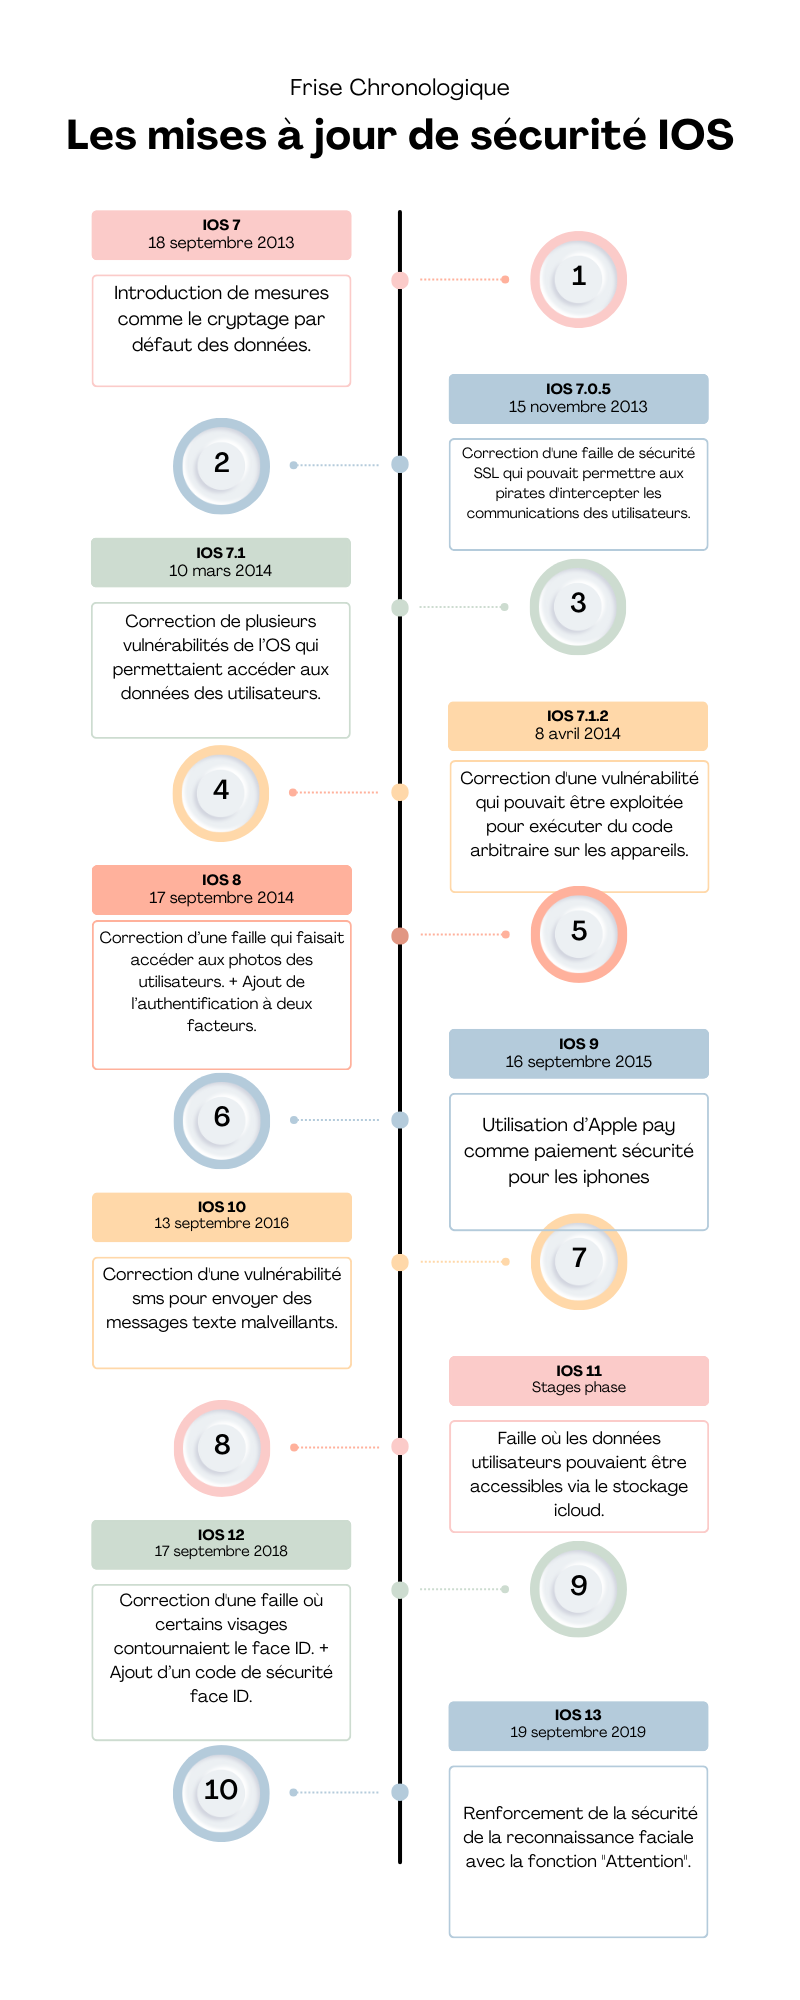 Frise Chronologique
Les mises à jour de sécurité IOS
IOS 7
18 septembre 2013
Introduction de mesures
comme le cryptage par
défaut des données.
1
IOS 7.0.5
15 novembre 2013
Correction d'une faille de sécurité
SSL qui pouvait permettre aux
pirates d'intercepter les
communications des utilisateurs.
2
IOS 7.1
10 mars 2014
Correction de plusieurs
vulnérabilités de l’OS qui
permettaient accéder aux
données des utilisateurs.
3
IOS 7.1.2
8 avril 2014
Correction d'une vulnérabilité
qui pouvait être exploitée
pour exécuter du code
arbitraire sur les appareils.
4
IOS 8
17 septembre 2014
Correction d’une faille qui faisait
accéder aux photos des
utilisateurs. + Ajout de
l’authentification à deux
facteurs.
5
IOS 9
16 septembre 2015
Utilisation d’Apple pay
comme paiement sécurité
pour les iphones
6
IOS 10
13 septembre 2016
Correction d'une vulnérabilité
sms pour envoyer des
messages texte malveillants.
7
IOS 11
Stages phase
Faille où les données
utilisateurs pouvaient être
accessibles via le stockage
icloud.
8
IOS 12
17 septembre 2018
Correction d'une faille où
certains visages
contournaient le face ID. +
Ajout d’un code de sécurité
face ID.
9
IOS 13
19 septembre 2019
Renforcement de la sécurité
de la reconnaissance faciale
avec la fonction "Attention".
10